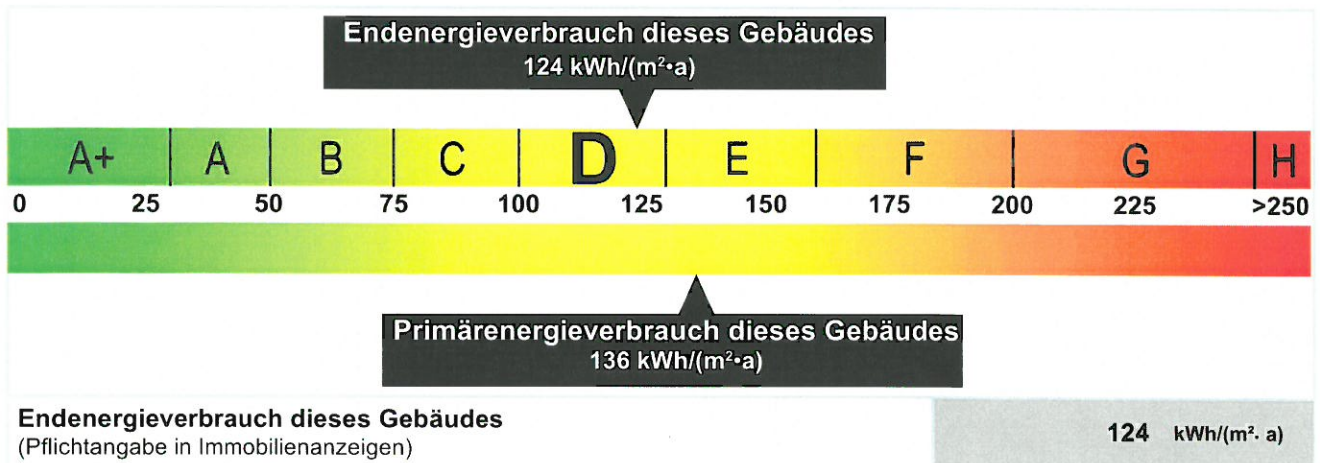 Endenergieverbrauch dieses Gebäudes
124 kWh/(m²•a)
A+ A B C D E F G H
0 25 50 75 100 125 150 175 200 225 >250
Primärenergieverbrauch dieses Gebäudes
136 kWh/(m²•a)
Endenergieverbrauch dieses Gebäudes
(Pflichtangabe in Immobilienanzeigen)
124 kWh/(m²· a)